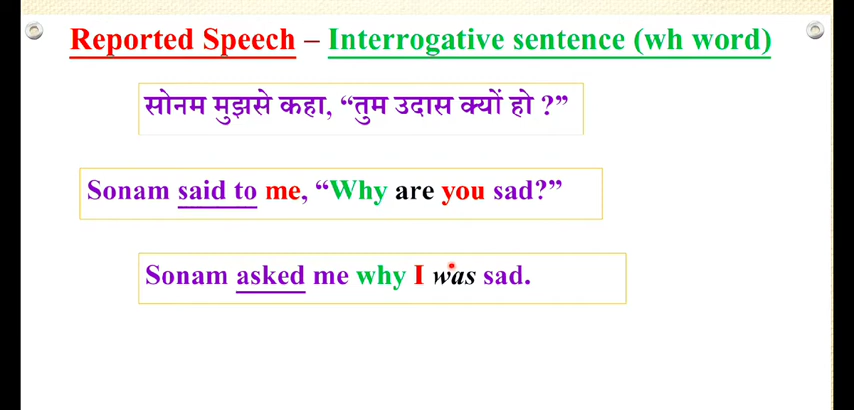 Reported Speech – Interrogative sentence (wh word)
सोनम मुझसे कहा, “तुम उदास क्यों हो ?”
Sonam said to me, “Why are you sad?”
Sonam asked me why I was sad.